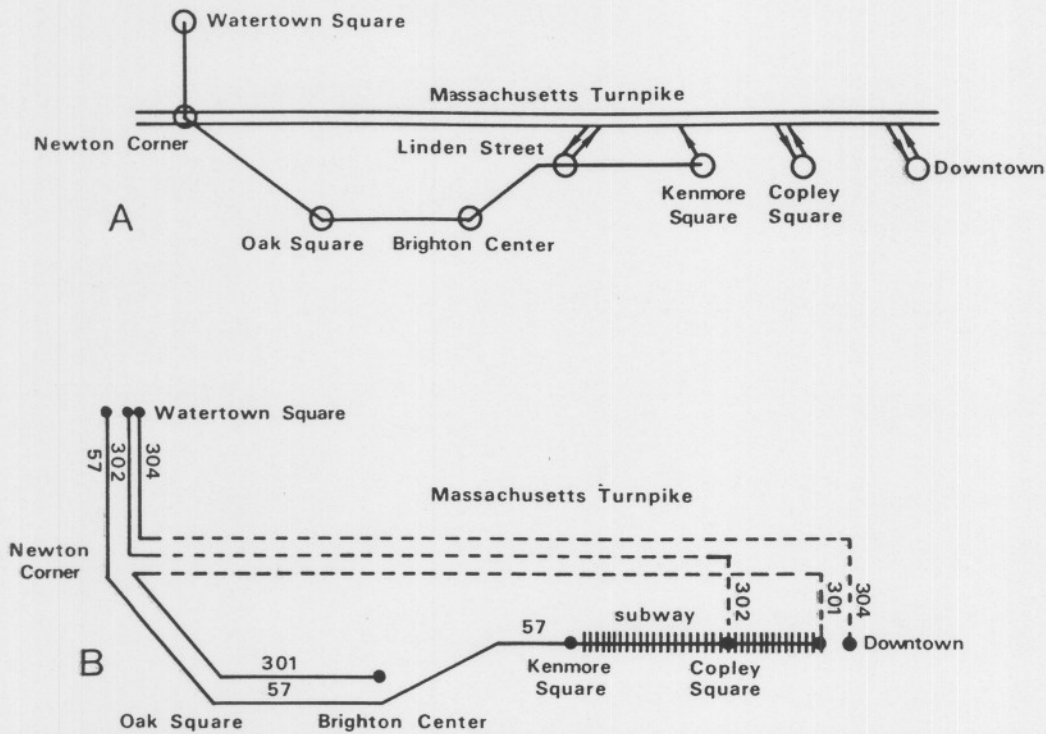 Watertown Square
Massachusetts Turnpike
Newton Corner
Linden Street
Downtown
Kenmore
Square
Copley
Square
A
Oak Square
Brighton Center
Watertown Square
57
302
304
Massachusetts Turnpike
Newton
Corner
302
301
304
subway
57
Downtown
Kenmore
Square
Copley
Square
B
301
57
Oak Square
Brighton Center